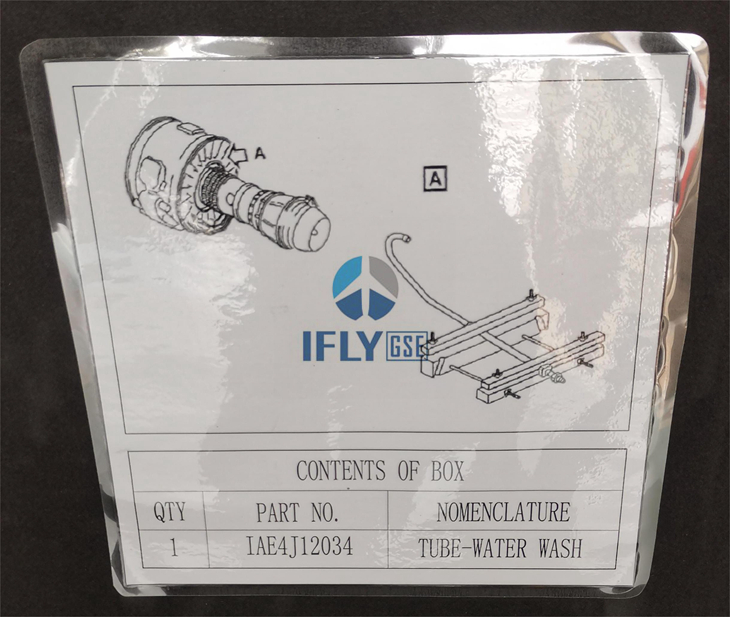 A
A
IFLY GSE
CONTENTS OF BOX
QTY PART NO. NOMENCLATURE
1 IAE4J12034 TUBE-WATER WASH